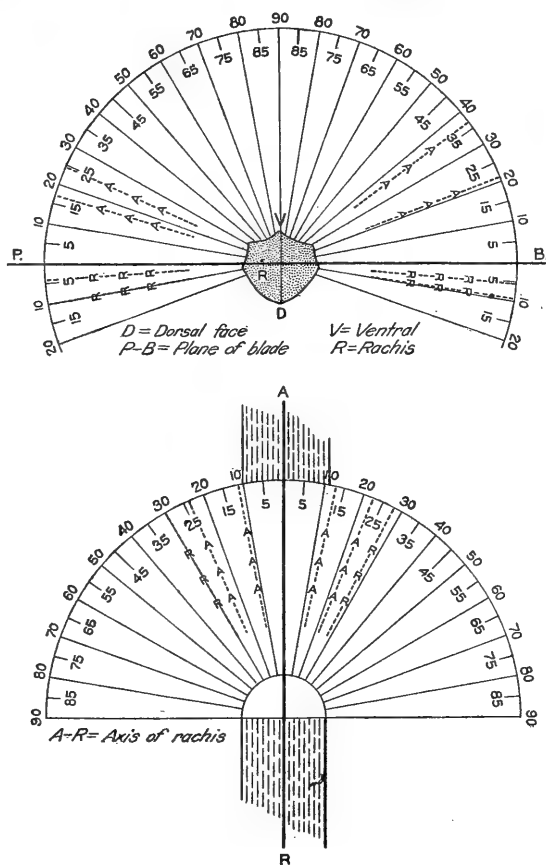 90
80 85 85 80
70 75 75 70
60 65 65 60
50 55 55 50
40 45 45 40
30 35 35 30
20 25 25 20
10 15 15 10
5 5
A A A
A A A
A A A
A A A
V
P. R B
5 R R R R R R 5
10 R R R R R R 10
15 15
20 20
D
D = Dorsal face V = Ventral
P-B = Plane of blade R = Rachis
A
10 5 5 10
20 15 15 20
30 25 25 30
40 35 35 40
50 45 45 50
60 55 55 60
70 65 65 70
80 75 75 80
90 85 85 90
R R R A A A A A A
A A A A A A R R R
A-R = Axis of rachis
R